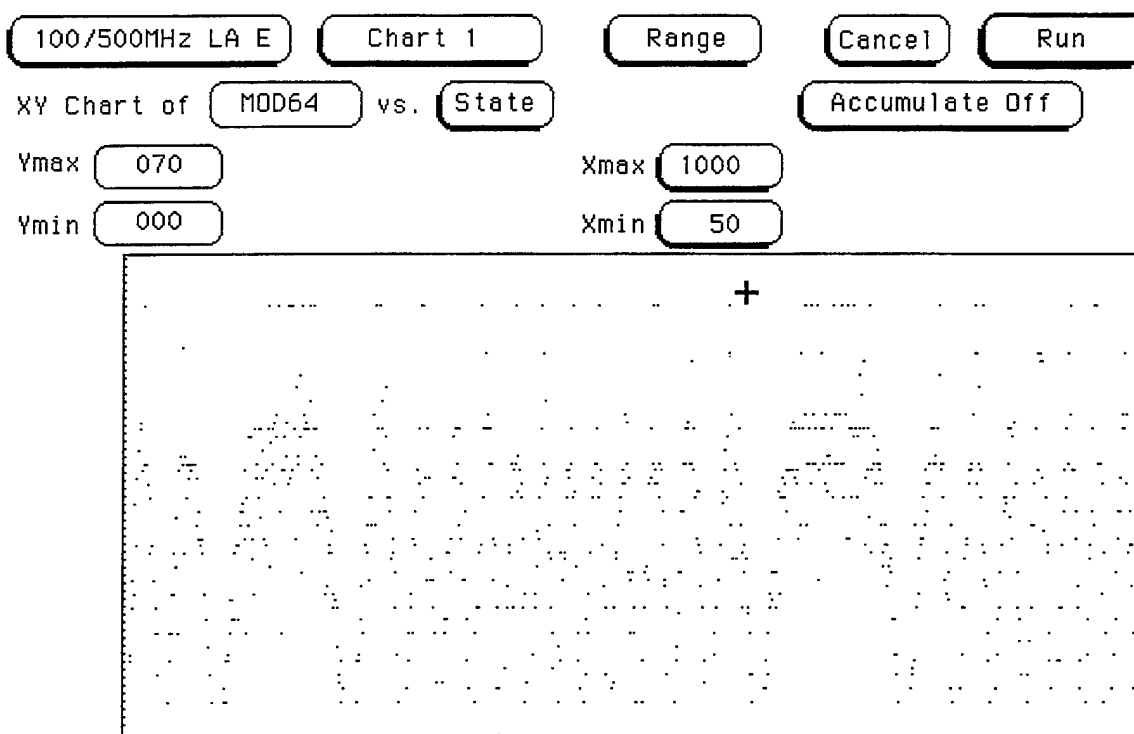 100/500MHz LA E Chart 1 Range Cancel Run
XY Chart of MOD64 vs. State Accumulate Off
Ymax 070 Xmax 1000
Ymin 000 Xmin 50